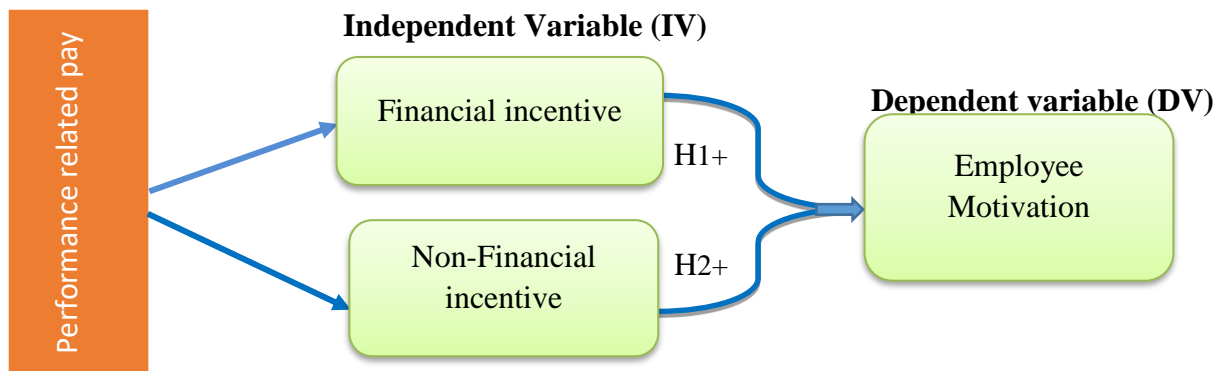 Performance related pay
Independent Variable (IV)
Financial incentive
H1+
Non-Financial
incentive
H2+
Dependent variable (DV)
Employee
Motivation